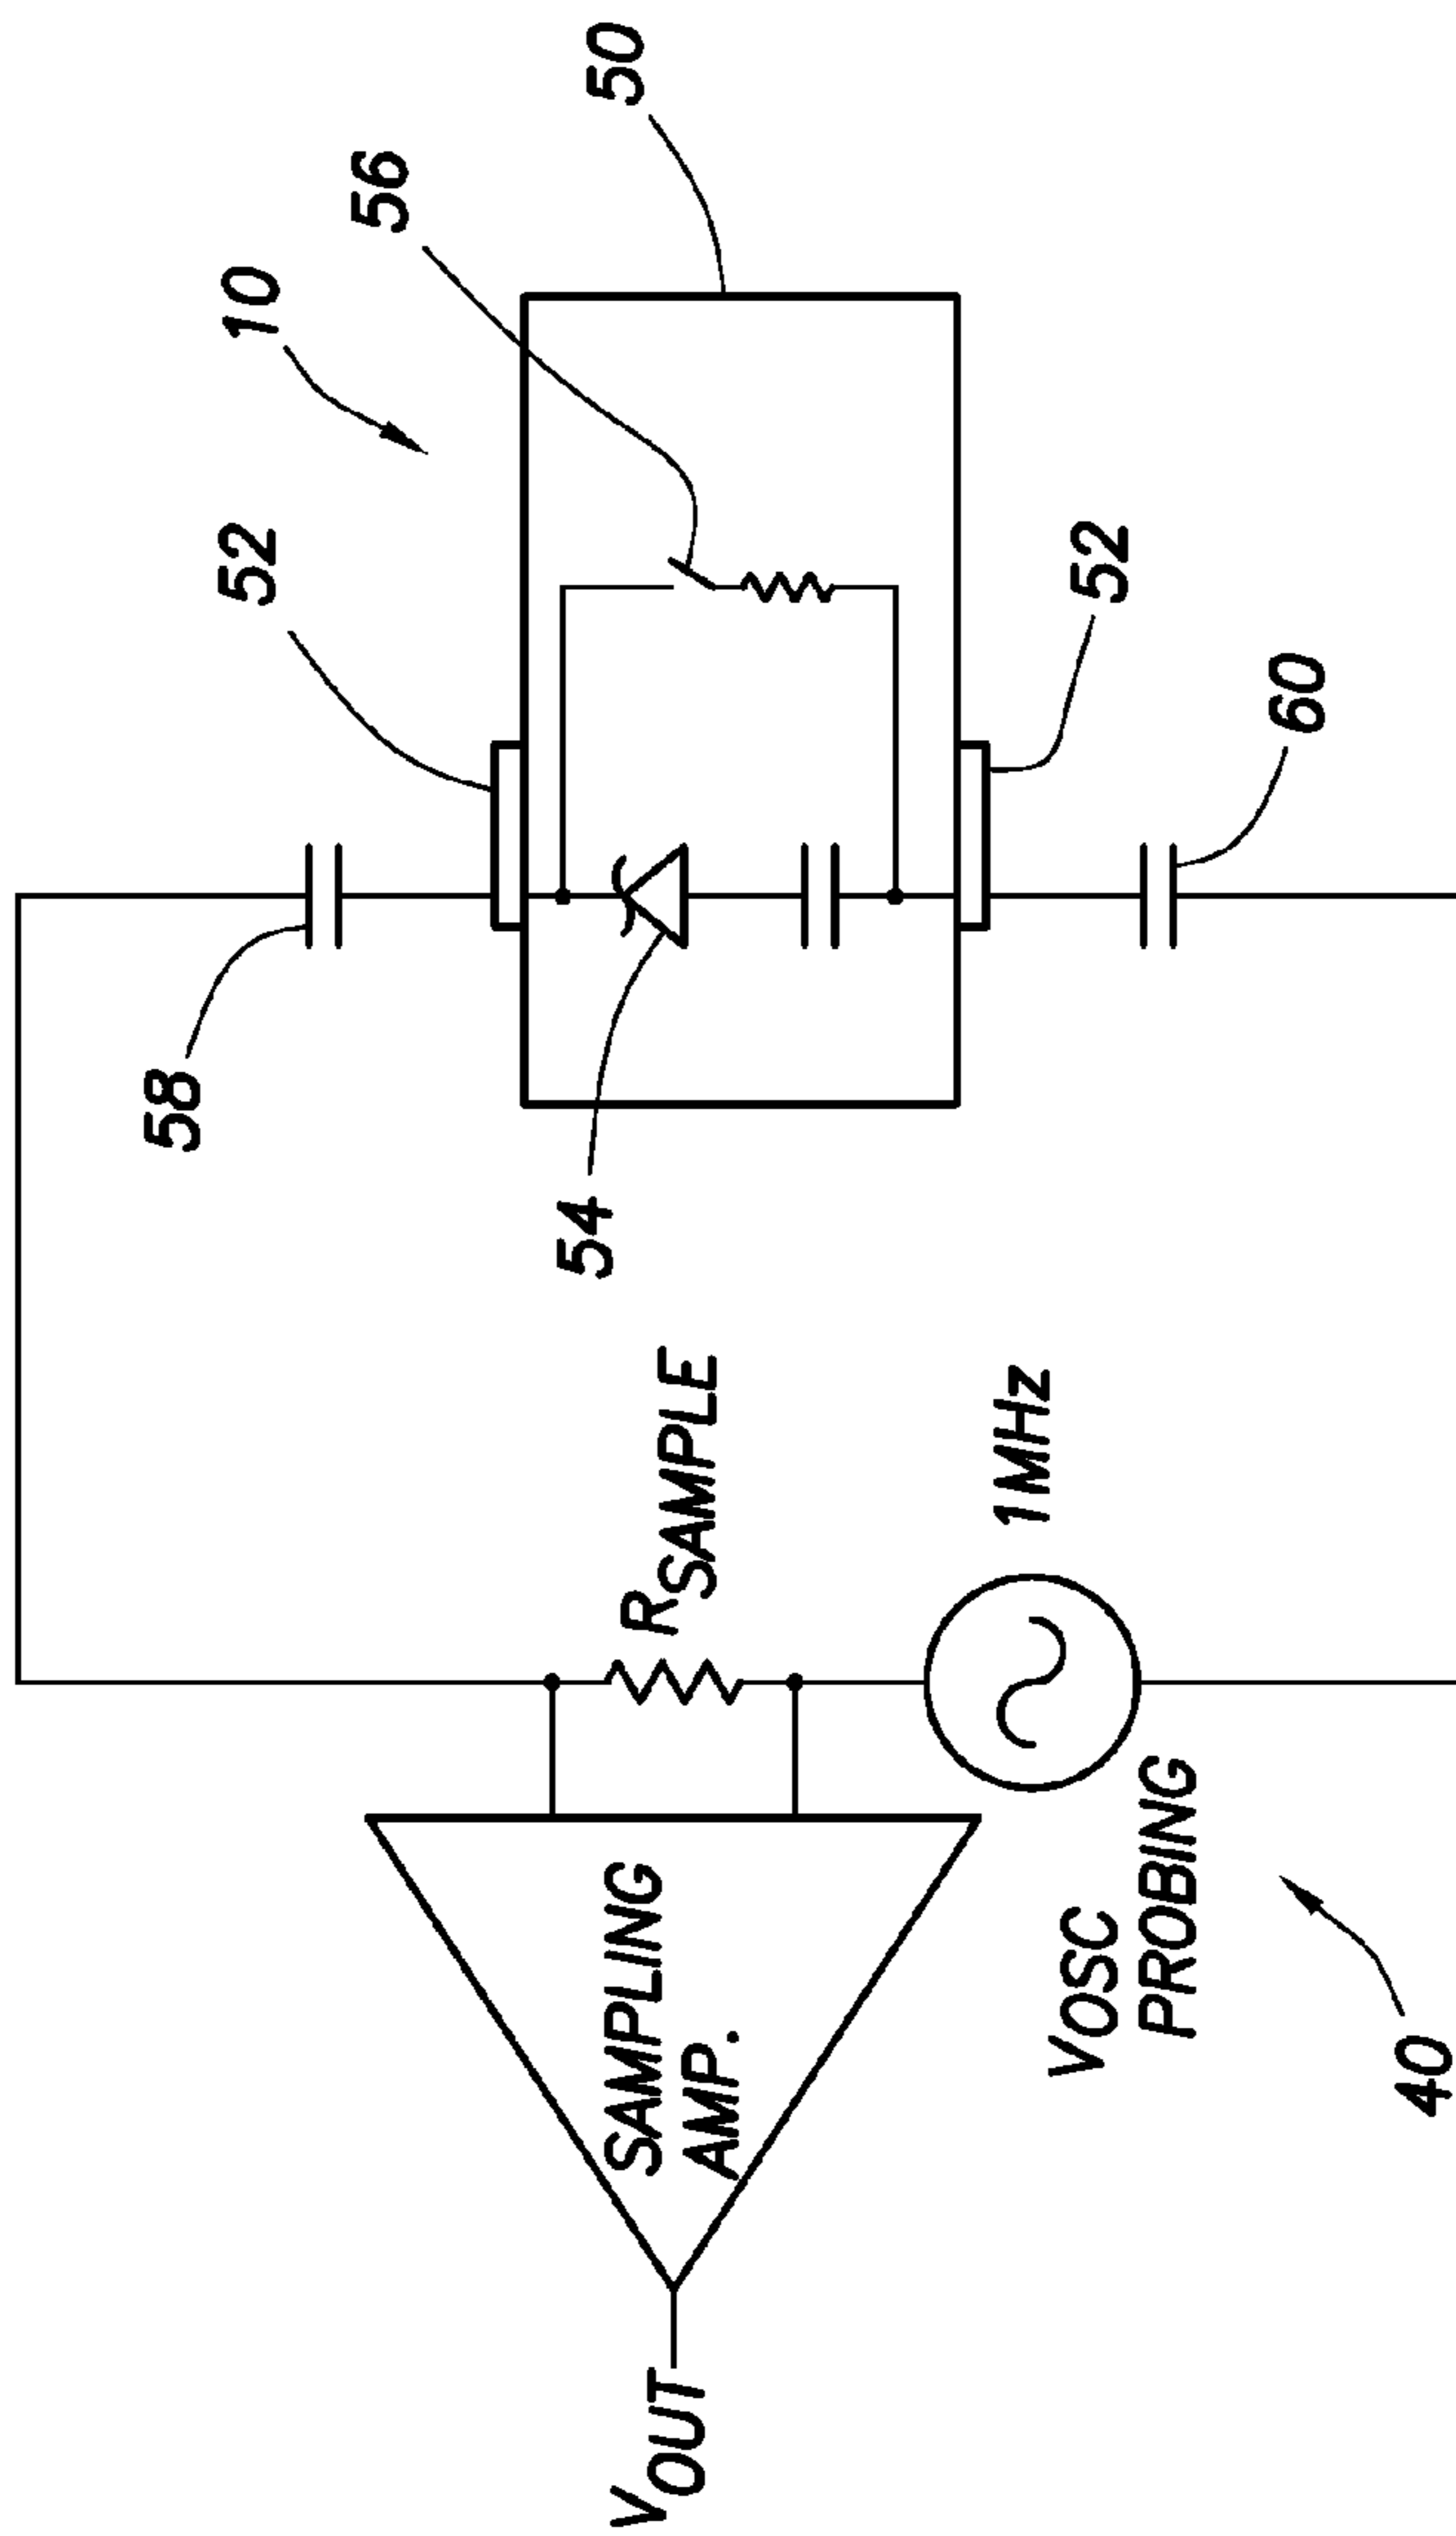 10
56
50
52
58
54
52
60
RSAMPLE
1MHz
SAMPLING
AMP.
VOUT
VOSC
PROBING
40